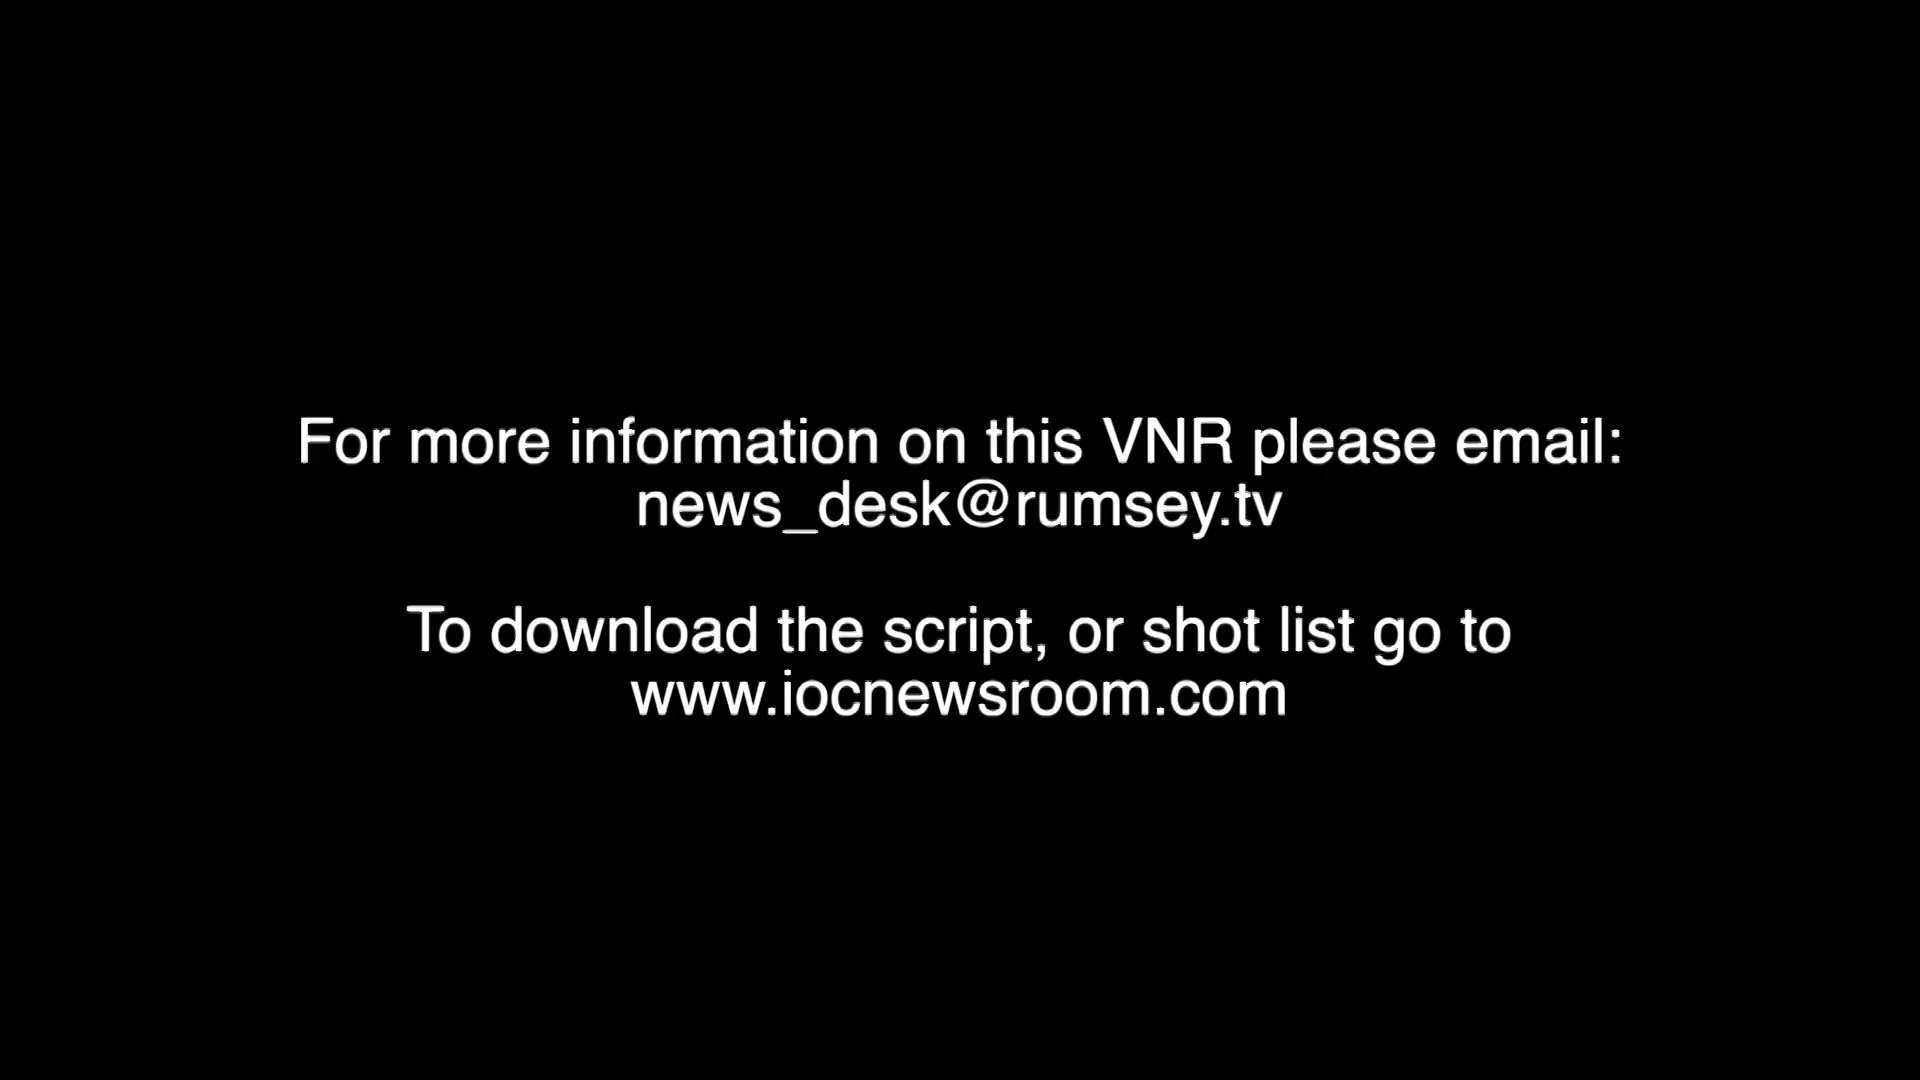 For more information on this VNR please email:
news_desk@rumsey.tv
To download the script, or shot list go to
www.iocnewsroom.com